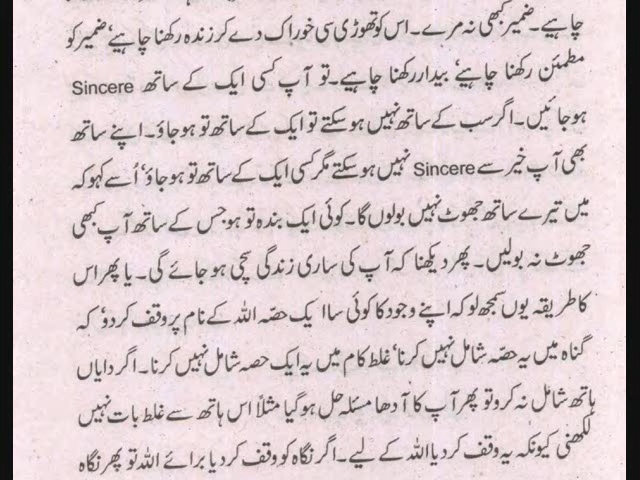 چاہیے۔ ضمیر کبھی نہ مرے۔ اس کو تھوڑی سی خوراک دے کر زندہ رکھنا چاہیے‘ ضمیر کو
مطمئن رکھنا چاہیے‘ بیدار رکھنا چاہیے۔ تو آپ کسی ایک کے ساتھ Sincere
ہو جائیں۔ اگر سب کے ساتھ نہیں ہو سکتے تو ایک کے ساتھ تو ہو جاؤ۔ اپنے ساتھ
بھی آپ خیر سے Sincere نہیں ہو سکتے مگر کسی ایک کے ساتھ تو ہو جاؤ‘ اُسے کہو کہ
میں تیرے ساتھ جھوٹ نہیں بولوں گا۔ کوئی ایک بندہ تو ہو جس کے ساتھ آپ کبھی
جھوٹ نہ بولیں۔ پھر دیکھنا کہ آپ کی ساری زندگی سچی ہو جائے گی۔ یا پھر اس
کا طریقہ یوں سمجھ لو کہ اپنے وجود کا کوئی سا ایک حصّہ اللہ کے نام پر وقف کر دو‘ کہ
گناہ میں یہ حصّہ شامل نہیں کرنا‘ غلط کام میں یہ ایک حصہ شامل نہیں کرنا۔ اگر دایاں
ہاتھ شامل نہ کرو تو پھر آپ کا آدھا مسئلہ حل ہو گیا مثلاً اس ہاتھ سے غلط بات نہیں
لکھنی کیونکہ یہ وقف کر دیا اللہ کے لیے۔ اگر نگاہ کو وقف کر دیا برائے اللہ تو پھر نگاہ